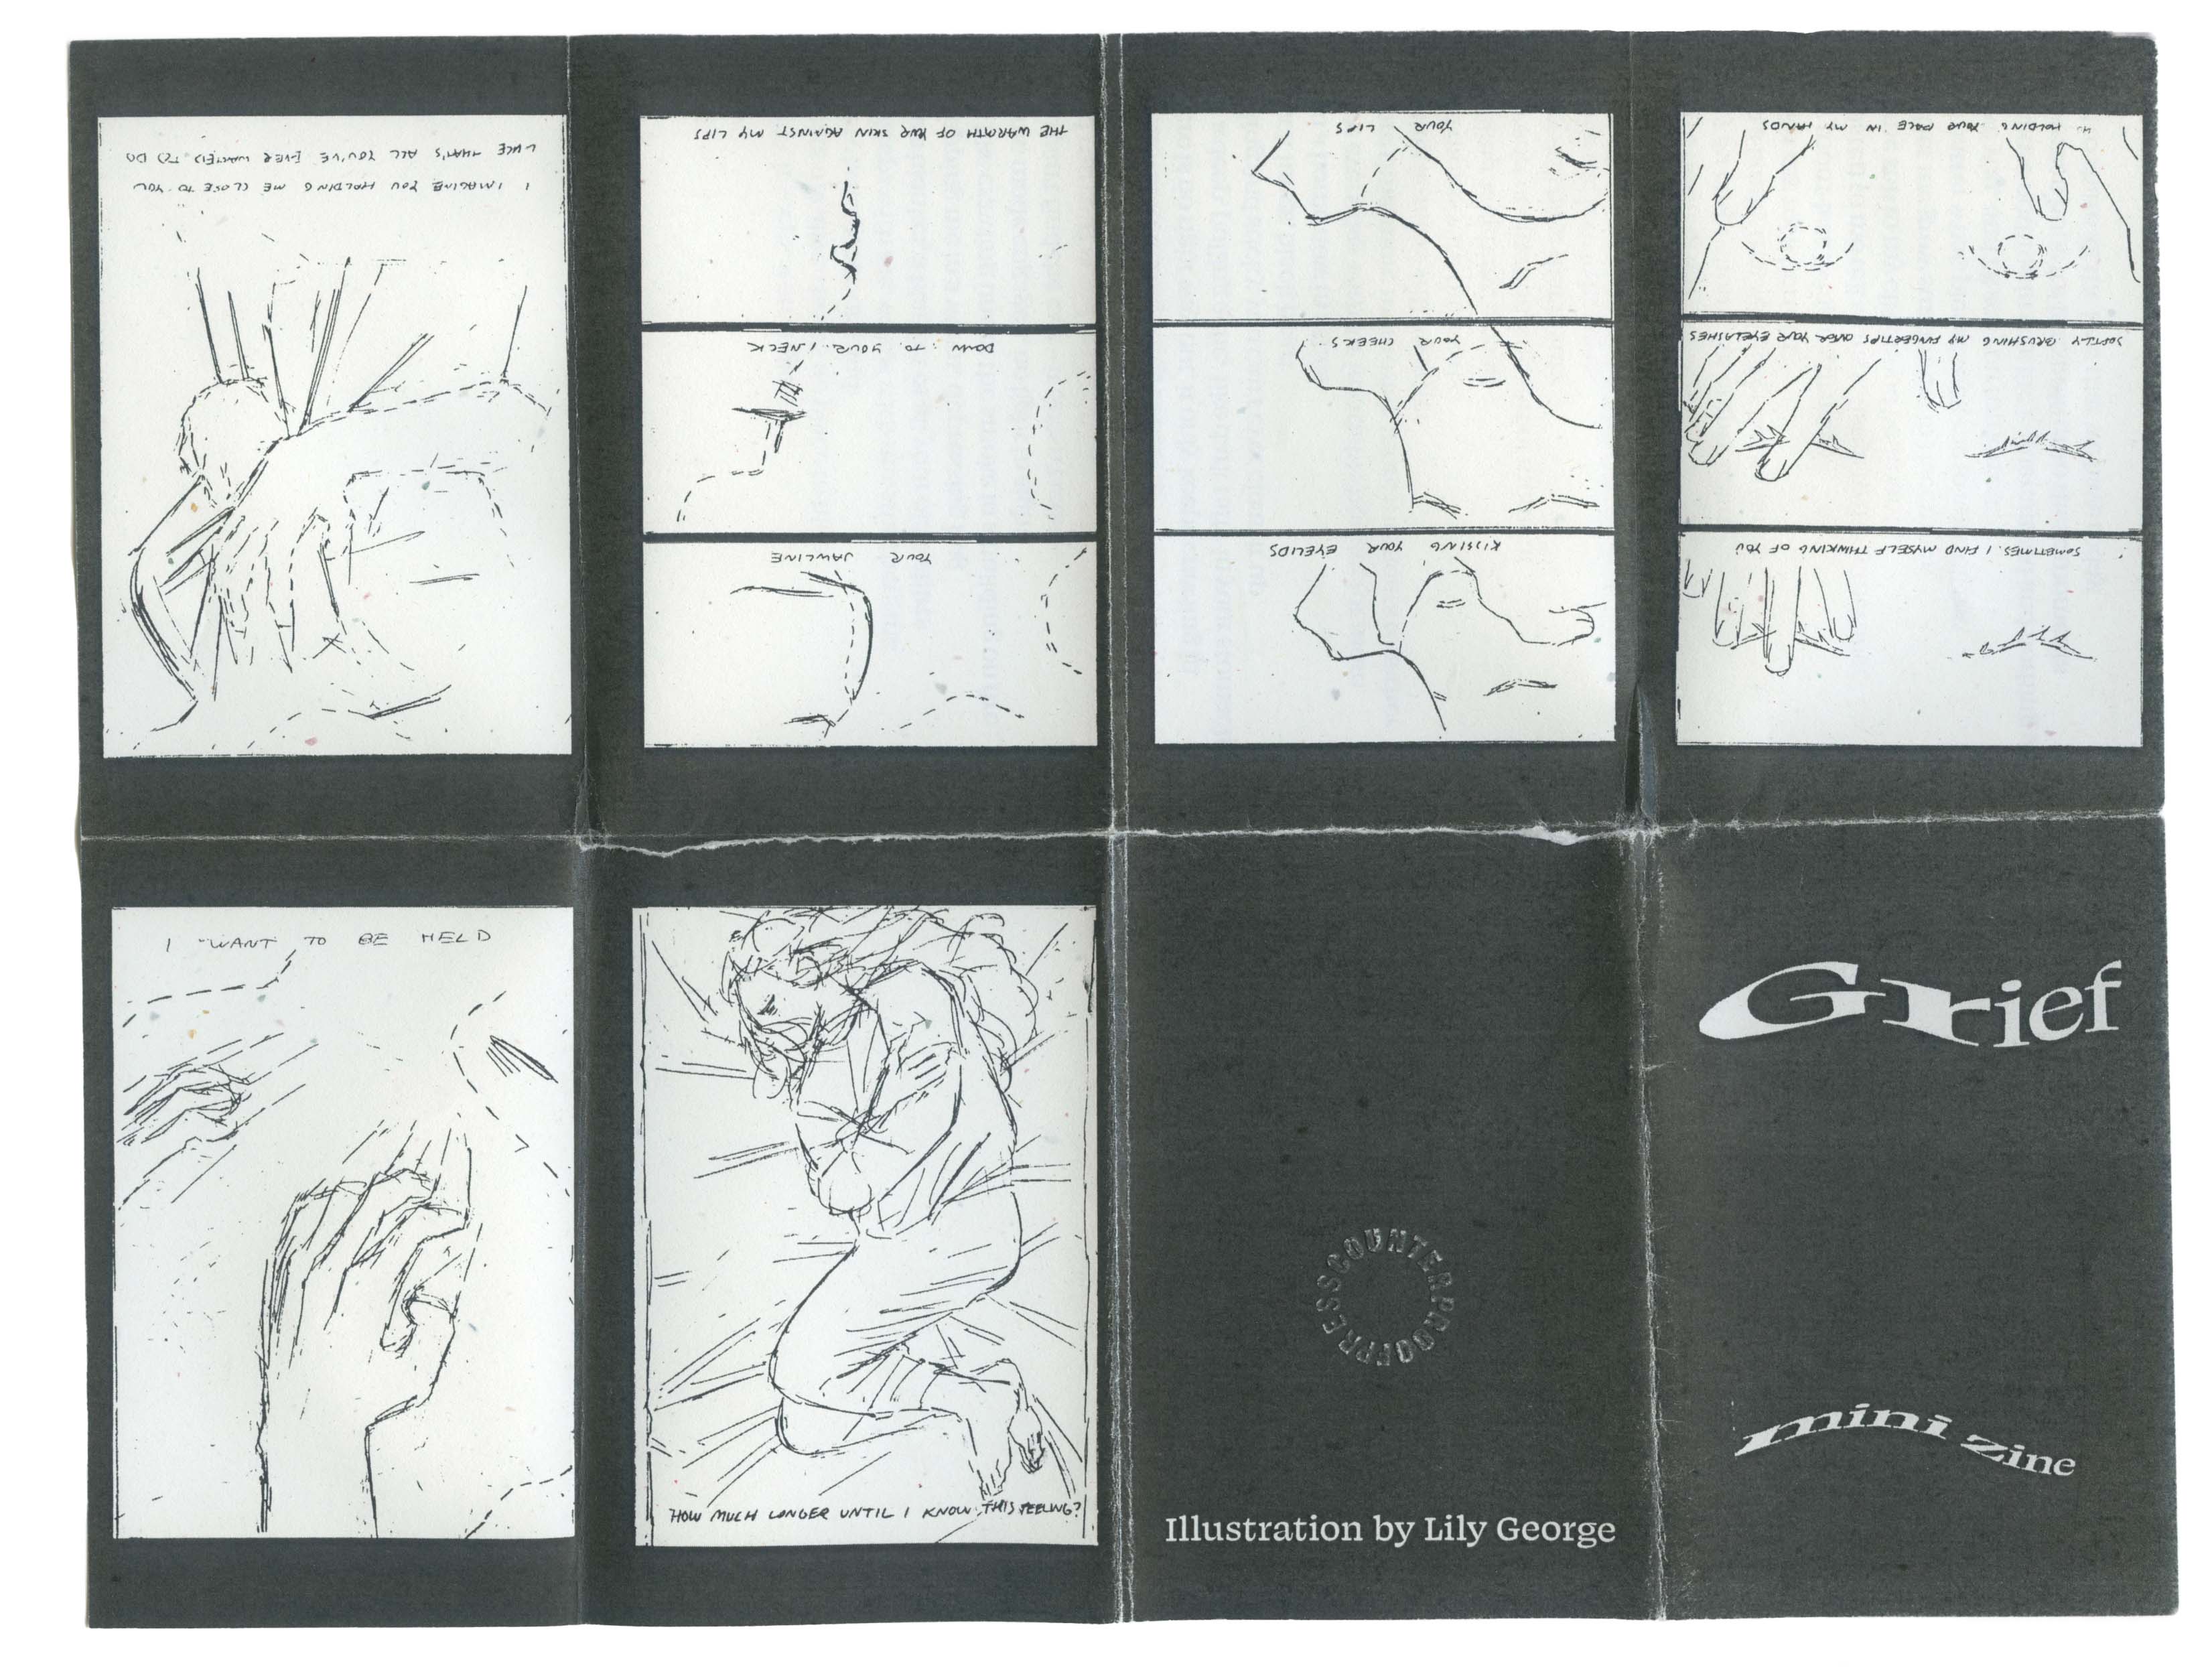 Grief
mini zine
SOMETIMES I FIND MYSELF THINKING OF YOU
SOFTLY BRUSHING MY FINGERTIPS OVER YOUR EYELASHES
HOLDING YOUR FACE IN MY HANDS
KISSING YOUR EYELIDS
YOUR CHEEKS
YOUR LIPS
YOUR JAWLINE
DOWN TO YOUR NECK
THE WARMTH OF YOUR SKIN AGAINST MY LIPS
I IMAGINE YOU HOLDING ME CLOSE TO YOU
LIKE THAT'S ALL YOU'VE EVER WANTED TO DO
I WANT TO BE HELD
HOW MUCH LONGER UNTIL I KNOW THIS FEELING?
COUNTERPROOFPRESS
Illustration by Lily George